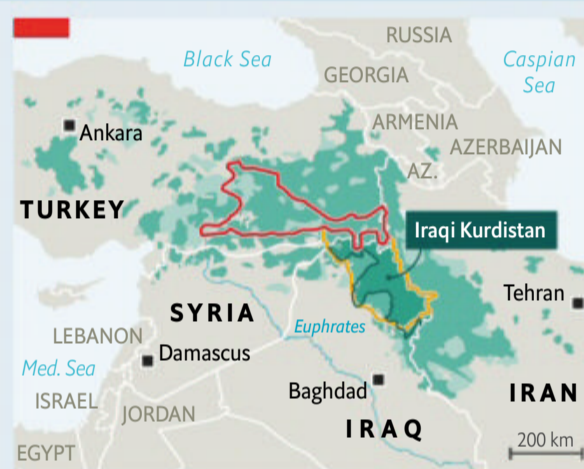 RUSSIA
Black Sea
Caspian
Sea
GEORGIA
ARMENIA
Ankara
AZERBAIJAN
AZ.
TURKEY
Iraqi Kurdistan
Tehran
SYRIA
Euphrates
LEBANON
Damascus
Med. Sea
Baghdad
IRAN
ISRAEL
JORDAN
IRAQ
200 km
EGYPT